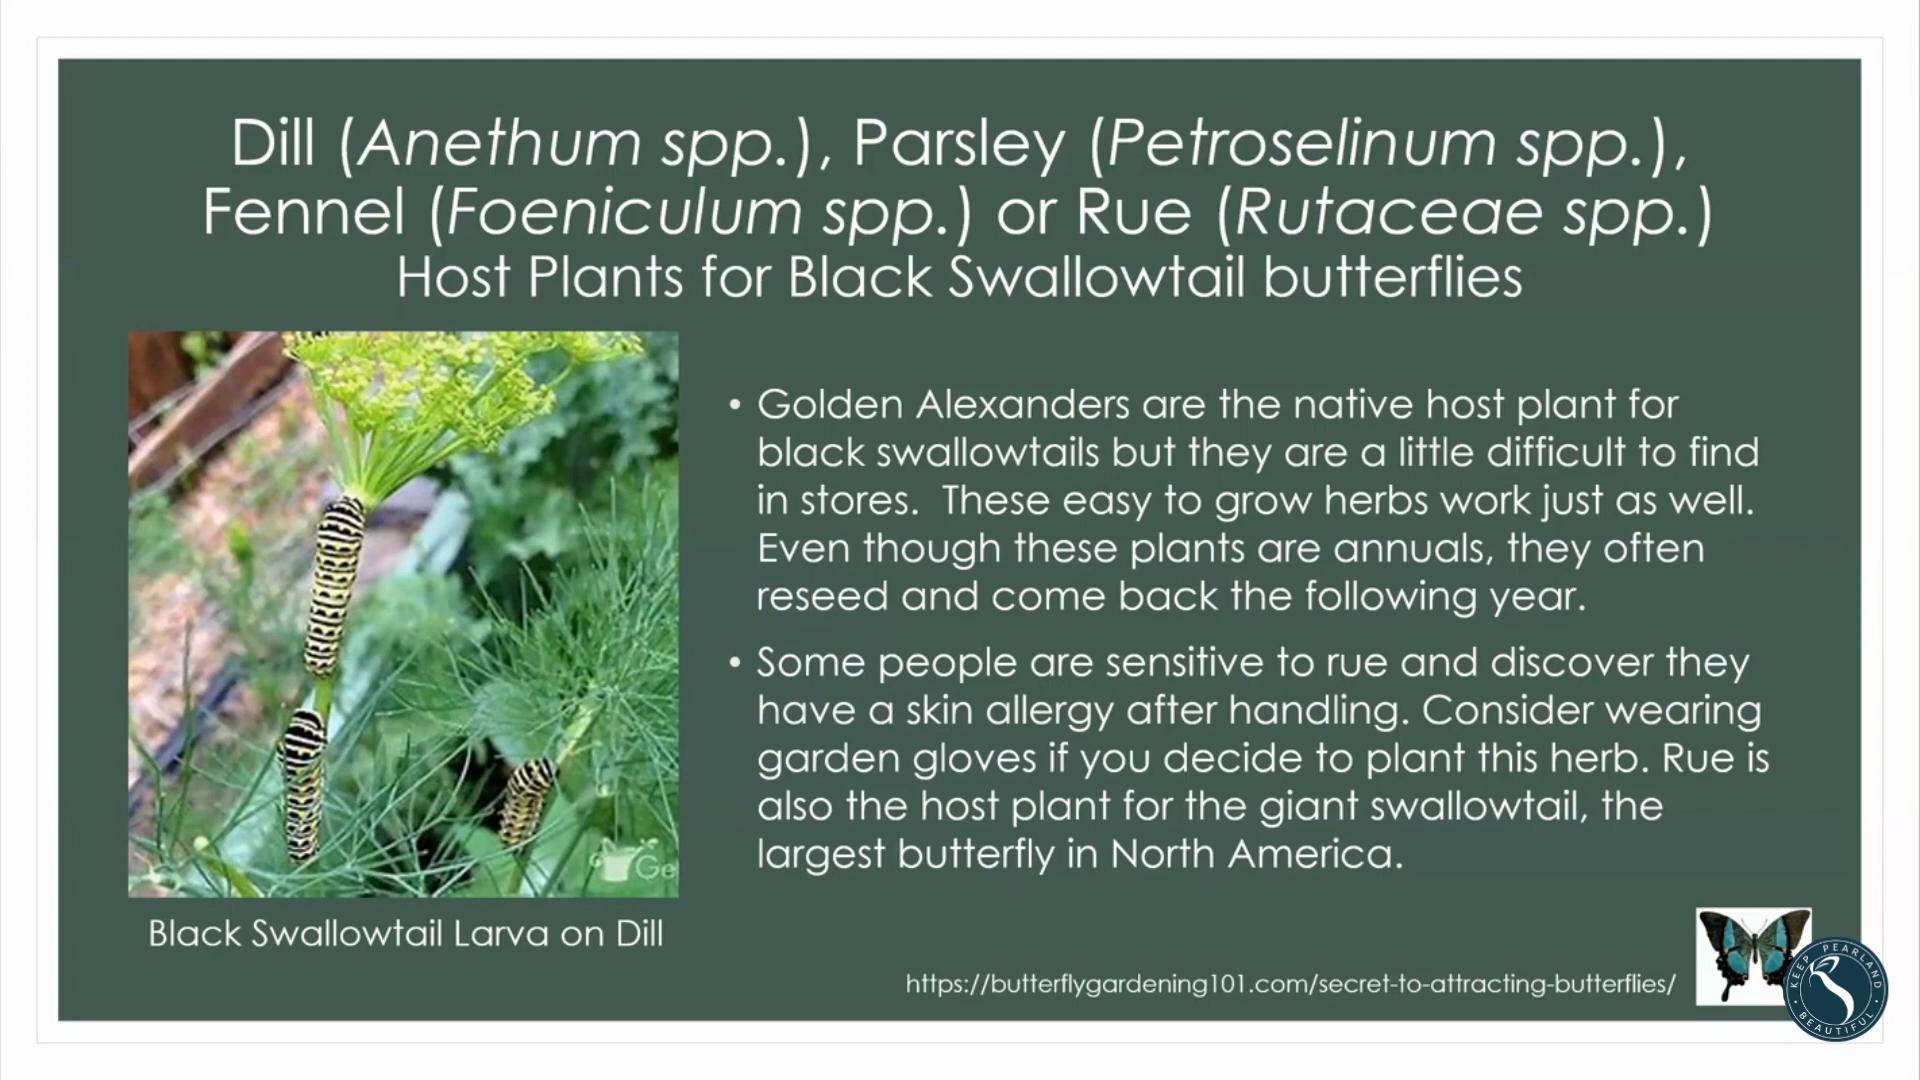 Dill (Anethum spp.), Parsley (Petroselinum spp.),
Fennel (Foeniculum spp.) or Rue (Rutaceae spp.)
Host Plants for Black Swallowtail butterflies
• Golden Alexanders are the native host plant for
black swallowtails but they are a little difficult to find
in stores.  These easy to grow herbs work just as well.
Even though these plants are annuals, they often
reseed and come back the following year.
• Some people are sensitive to rue and discover they
have a skin allergy after handling. Consider wearing
garden gloves if you decide to plant this herb. Rue is
also the host plant for the giant swallowtail, the
largest butterfly in North America.
Ge
Black Swallowtail Larva on Dill
https://butterflygardening101.com/secret-to-attracting-butterflies/
KEEP PEARLAND
BEAUTIFUL